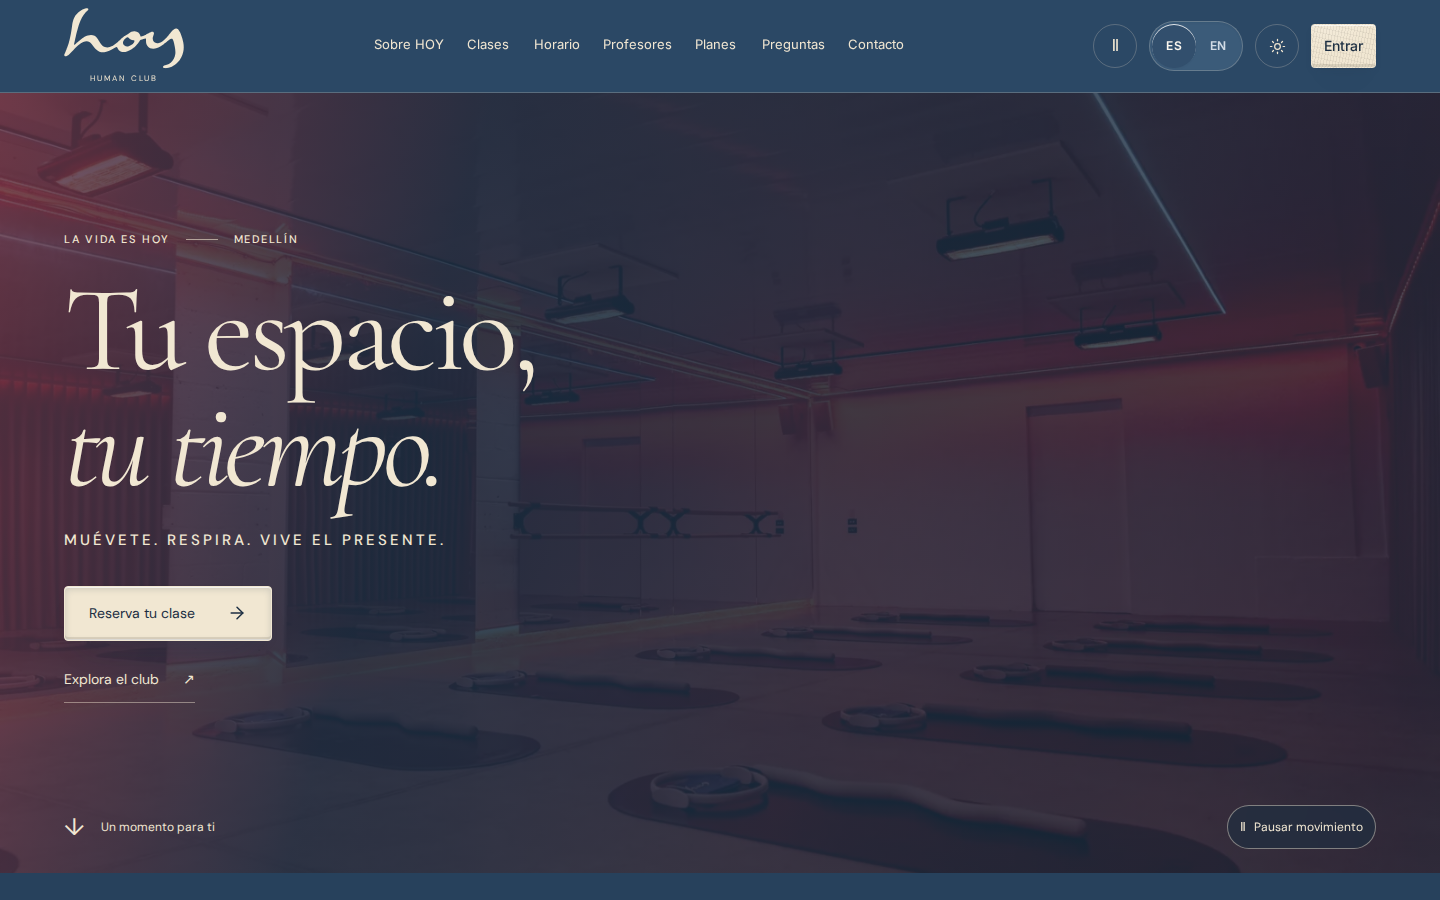 hoy
HUMAN CLUB
Sobre HOY
Clases
Horario
Profesores
Planes
Preguntas
Contacto
ES
EN
Entrar
LA VIDA ES HOY
MEDELLÍN
Tu espacio,
tu tiempo.
MUÉVETE. RESPIRA. VIVE EL PRESENTE.
Reserva tu clase
Explora el club
Un momento para ti
Pausar movimiento